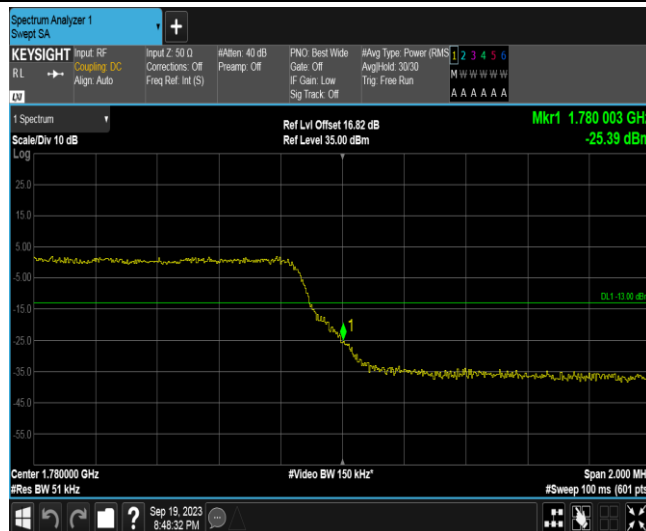 Spectrum Analyzer 1
Swept SA
+
KEYSIGHT
RL
LXI
Input: RF
Coupling: DC
Align: Auto
Input Z: 50 Ω
Corrections: Off
Freq Ref: Int (S)
#Atten: 40 dB
Preamp: Off
PNO: Best Wide
Gate: Off
IF Gain: Low
Sig Track: Off
#Avg Type: Power (RMS
Avg|Hold: 30/30
Trig: Free Run
1 2 3 4 5 6
M W W W W W
A A A A A A
1 Spectrum
Scale/Div 10 dB
Ref Lvl Offset 16.82 dB
Ref Level 35.00 dBm
Mkr1 1.780 003 GHz
-25.39 dBm
Log
25.0
15.0
5.00
-5.00
-15.0
-25.0
-35.0
-45.0
-55.0
DL1 -13.00 dBm
1
Center 1.780000 GHz
#Res BW 51 kHz
#Video BW 150 kHz*
Span 2.000 MH
#Sweep 100 ms (601 pts
?
Sep 19, 2023
8:48:32 PM